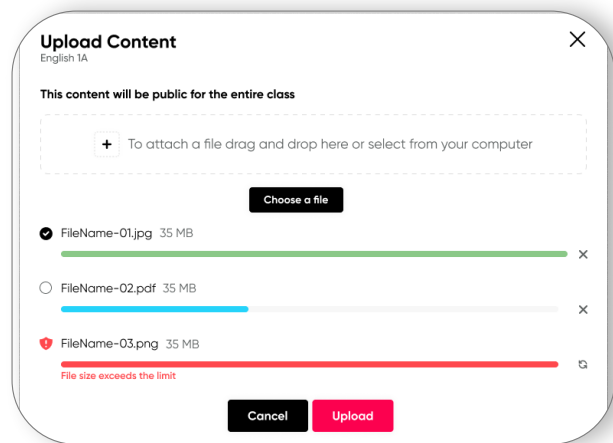 Upload Content
English 1A
This content will be public for the entire class
+ To attach a file drag and drop here or select from your computer
Choose a file
FileName-01.jpg 35 MB
FileName-02.pdf 35 MB
FileName-03.png 35 MB
File size exceeds the limit
Cancel Upload